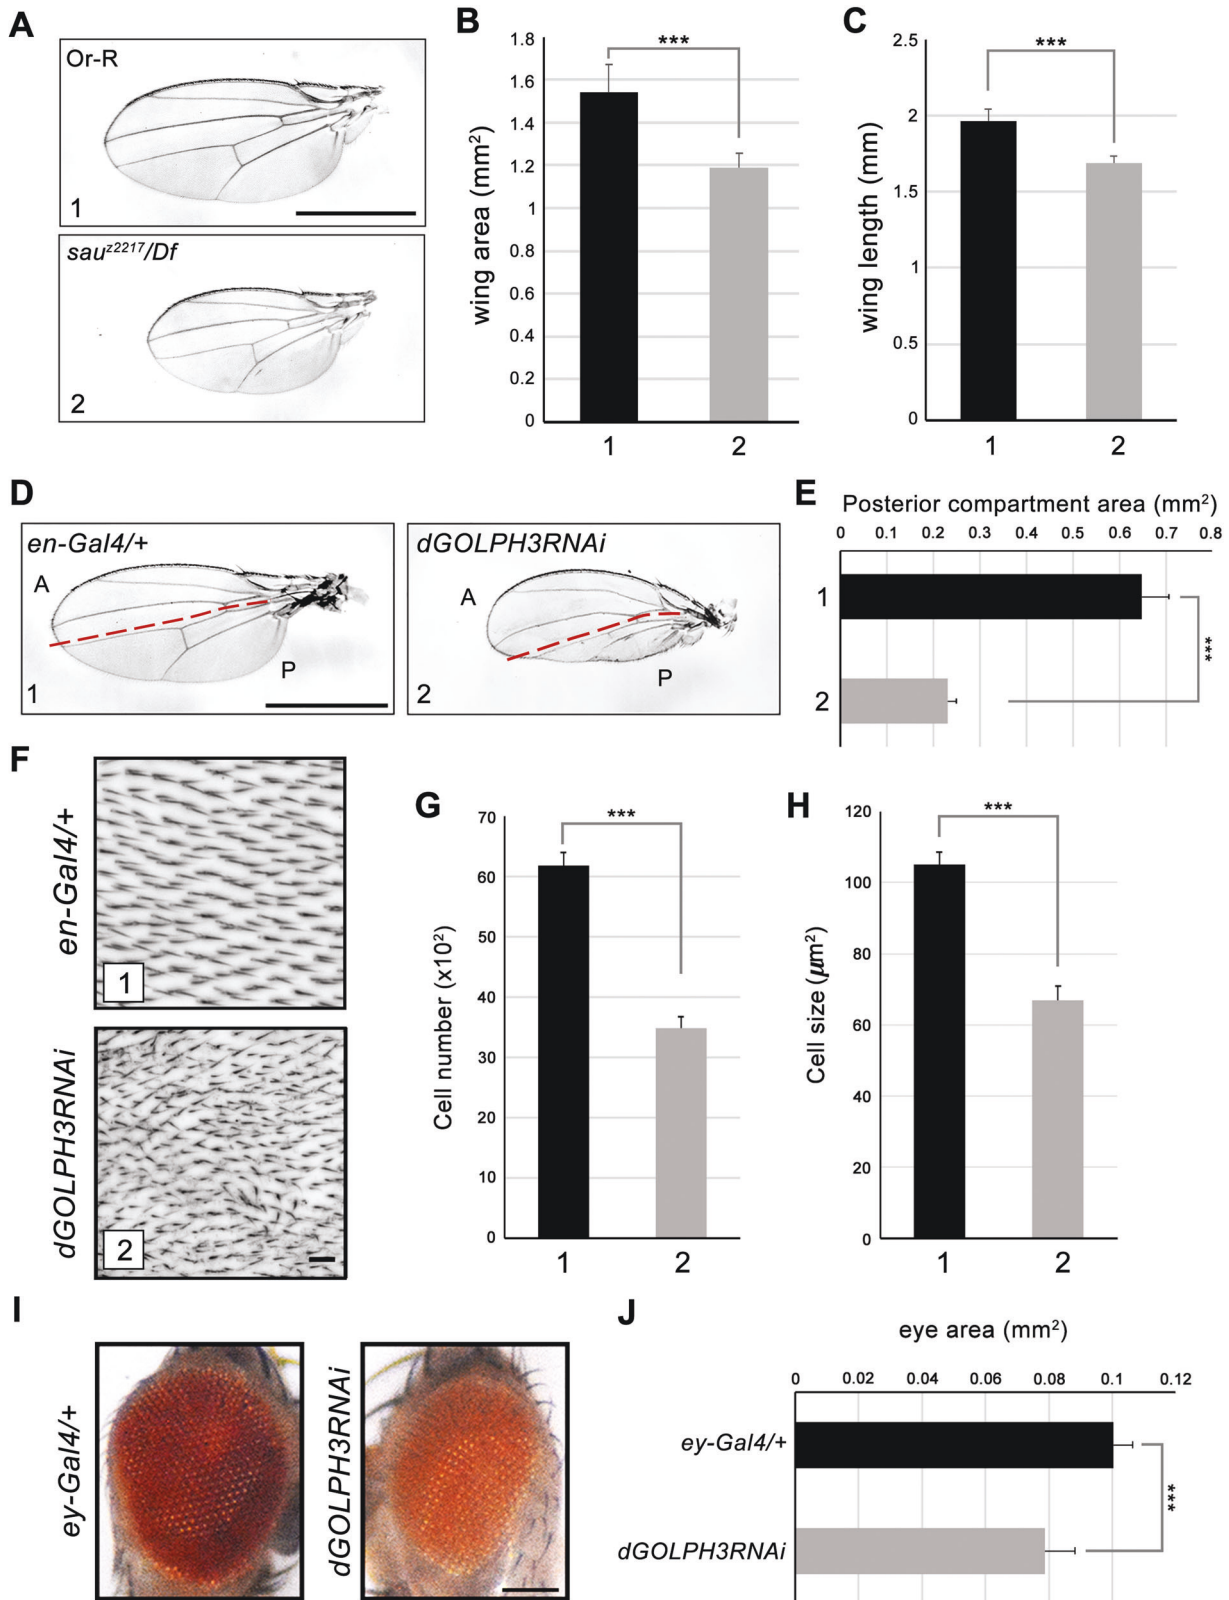 A
Or-R
1
sauz2217/Df
2
B
wing area (mm2)
1.8
1.6
1.4
1.2
1
0.8
0.6
0.4
0.2
0
***
1
2
C
wing length (mm)
2.5
2
1.5
1
0.5
0
***
1
2
D
en-Gal4/+
A
P
1
dGOLPH3RNAi
A
P
2
E
Posterior compartment area (mm2)
0 0.1 0.2 0.3 0.4 0.5 0.6 0.7 0.8
1
2
***
F
en-Gal4/+
1
dGOLPH3RNAi
2
G
Cell number (x102)
70
60
50
40
30
20
10
0
***
1
2
H
Cell size (μm2)
120
100
80
60
40
20
0
***
1
2
I
ey-Gal4/+
dGOLPH3RNAi
J
eye area (mm2)
0 0.02 0.04 0.06 0.08 0.1 0.12
ey-Gal4/+
dGOLPH3RNAi
***